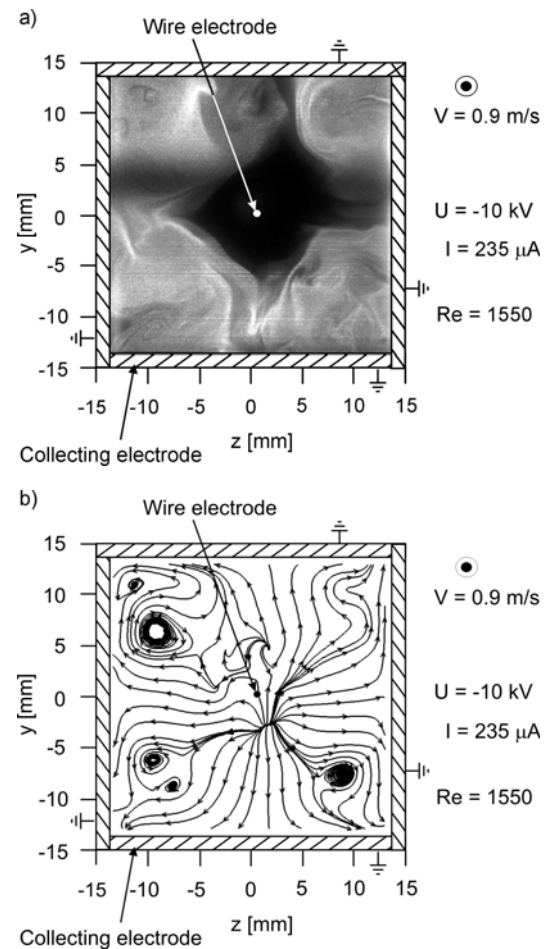 a)
Wire electrode
15
10
5
0
-5
-10
-15
y [mm]
-15 -10 -5 0 5 10 15
z [mm]
Collecting electrode
V = 0.9 m/s
U = -10 kV
I = 235 μA
Re = 1550
b)
Wire electrode
15
10
5
0
-5
-10
-15
y [mm]
-15 -10 -5 0 5 10 15
z [mm]
Collecting electrode
V = 0.9 m/s
U = -10 kV
I = 235 μA
Re = 1550